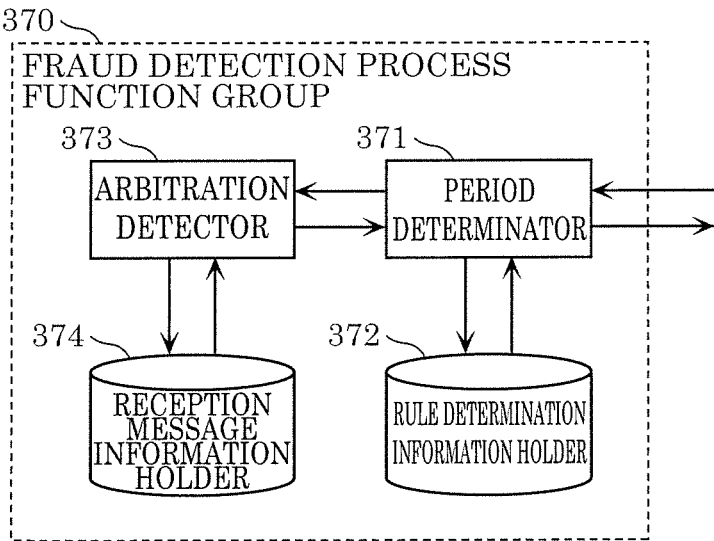 370
FRAUD DETECTION PROCESS
FUNCTION GROUP
373
ARBITRATION
DETECTOR
371
PERIOD
DETERMINATOR
374
RECEPTION
MESSAGE
INFORMATION
HOLDER
372
RULE DETERMINATION
INFORMATION HOLDER